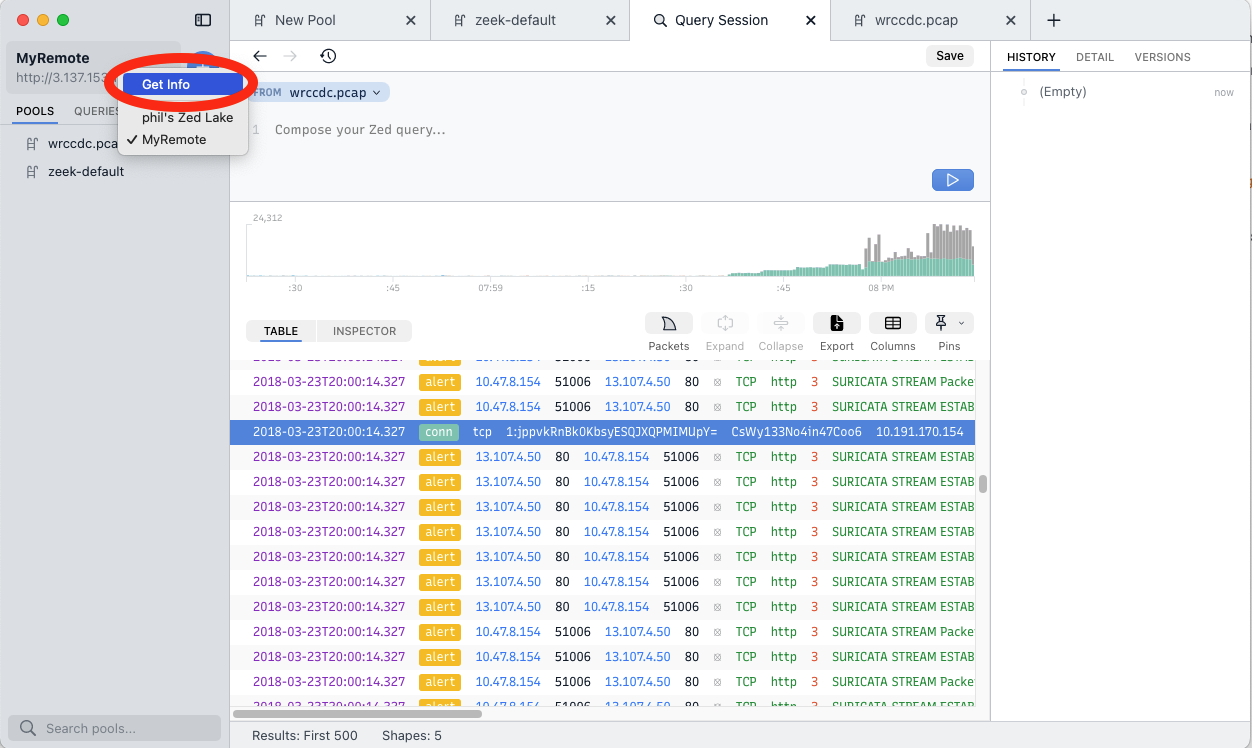 New Pool
zeek-default
Query Session
wrccdc.pcap
MyRemote
http://3.137.153
Get Info
phil's Zed Lake
✓ MyRemote
POOLS QUERIES
wrccdc.pca
zeek-default
Search pools...
Save
FROM wrccdc.pcap
1 Compose your Zed query...
24,312
:30 :45 07:59 :15 :30 :45 08 PM
TABLE INSPECTOR
Packets Expand Collapse Export Columns Pins
2018-03-23T20:00:14.327 alert 10.47.8.154 51006 13.107.4.50 80 TCP http 3 SURICATA STREAM Packe
2018-03-23T20:00:14.327 alert 10.47.8.154 51006 13.107.4.50 80 TCP http 3 SURICATA STREAM ESTAB
2018-03-23T20:00:14.327 conn tcp 1:jppvkRnBkOKbsyESQJXQPMIMUpY= CsWy133No4in47Coo6 10.191.170.154
2018-03-23T20:00:14.327 alert 13.107.4.50 80 10.47.8.154 51006 TCP http 3 SURICATA STREAM ESTAB
2018-03-23T20:00:14.327 alert 13.107.4.50 80 10.47.8.154 51006 TCP http 3 SURICATA STREAM ESTAB
2018-03-23T20:00:14.327 alert 13.107.4.50 80 10.47.8.154 51006 TCP http 3 SURICATA STREAM ESTAB
2018-03-23T20:00:14.327 alert 13.107.4.50 80 10.47.8.154 51006 TCP http 3 SURICATA STREAM ESTAB
2018-03-23T20:00:14.327 alert 13.107.4.50 80 10.47.8.154 51006 TCP http 3 SURICATA STREAM ESTAB
2018-03-23T20:00:14.327 alert 13.107.4.50 80 10.47.8.154 51006 TCP http 3 SURICATA STREAM ESTAB
2018-03-23T20:00:14.327 alert 13.107.4.50 80 10.47.8.154 51006 TCP http 3 SURICATA STREAM ESTAB
2018-03-23T20:00:14.327 alert 10.47.8.154 51006 13.107.4.50 80 TCP http 3 SURICATA STREAM Packe
2018-03-23T20:00:14.327 alert 10.47.8.154 51006 13.107.4.50 80 TCP http 3 SURICATA STREAM ESTAB
2018-03-23T20:00:14.327 alert 10.47.8.154 51006 13.107.4.50 80 TCP http 3 SURICATA STREAM Packe
Results: First 500 Shapes: 5
HISTORY DETAIL VERSIONS
(Empty) now